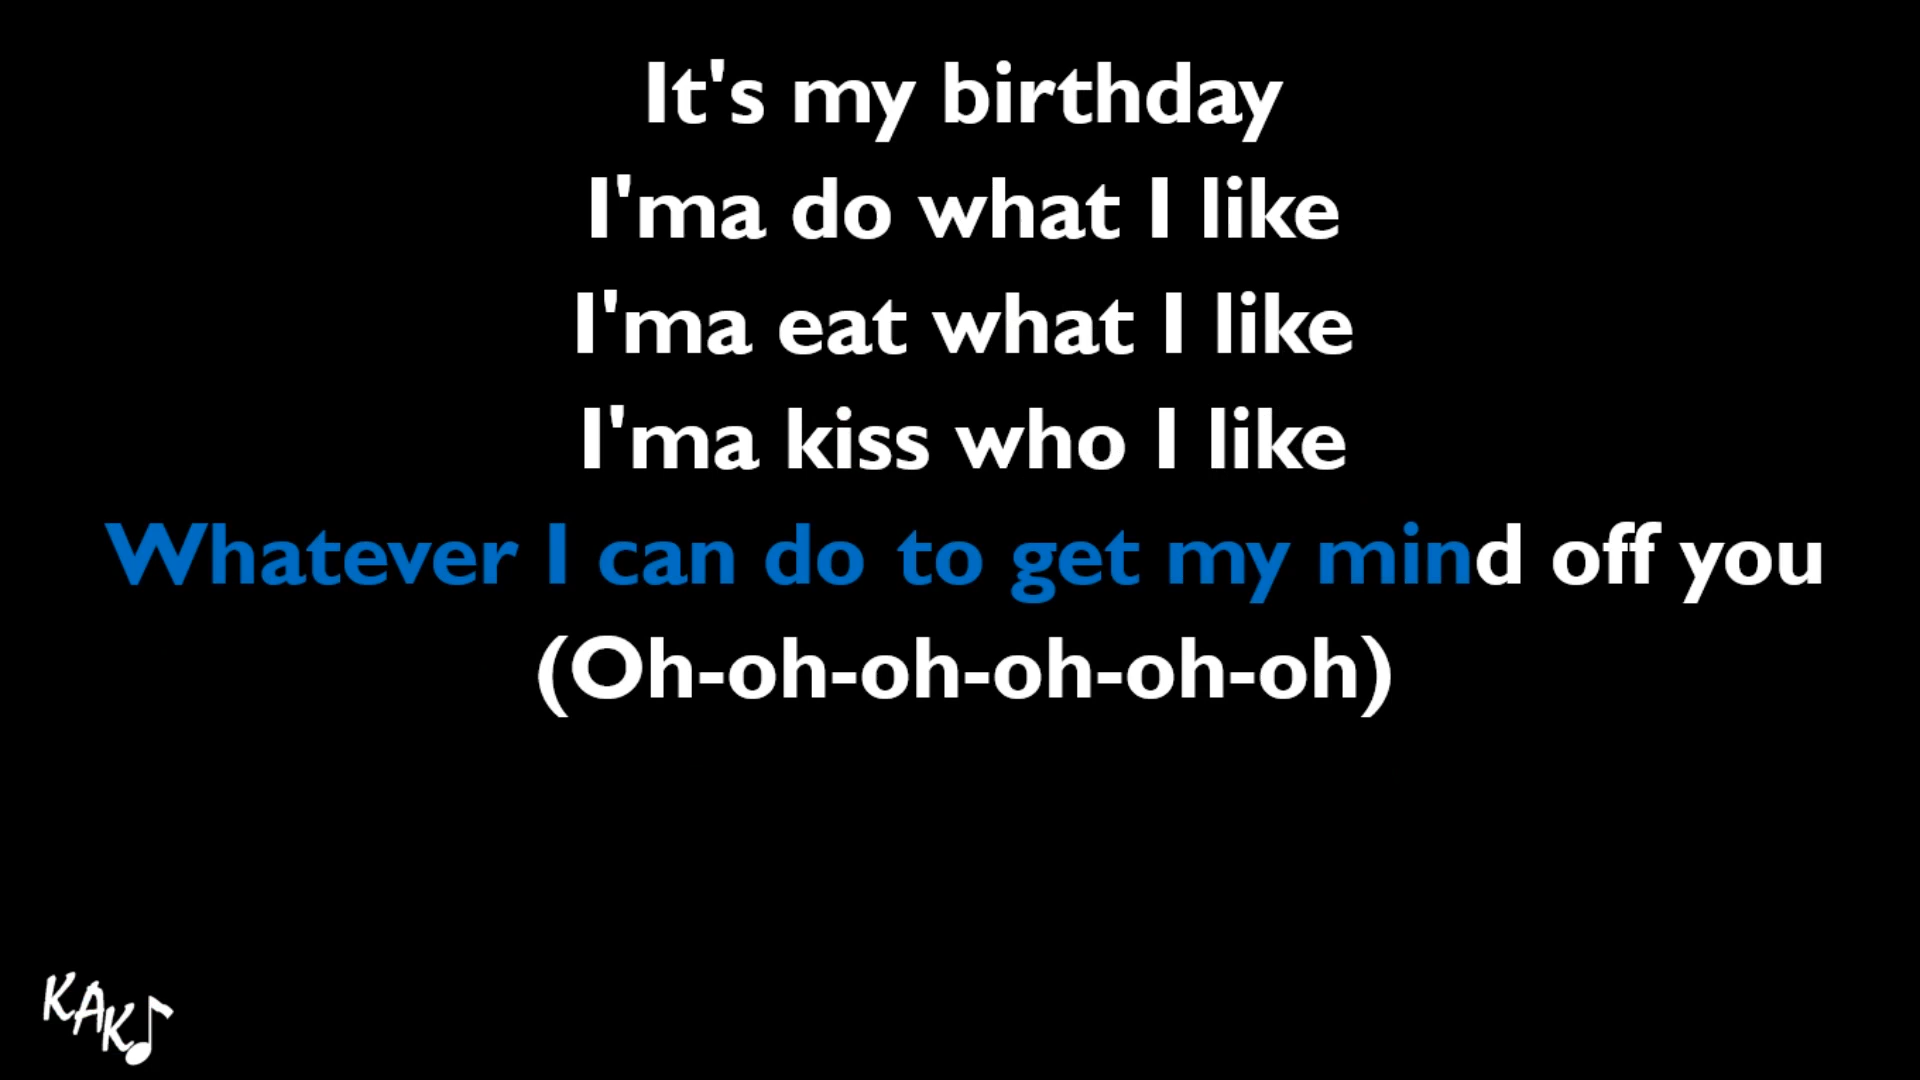 It's my birthday
I'ma do what I like
I'ma eat what I like
I'ma kiss who I like
Whatever I can do to get my mind off you
(Oh-oh-oh-oh-oh-oh)
KAK